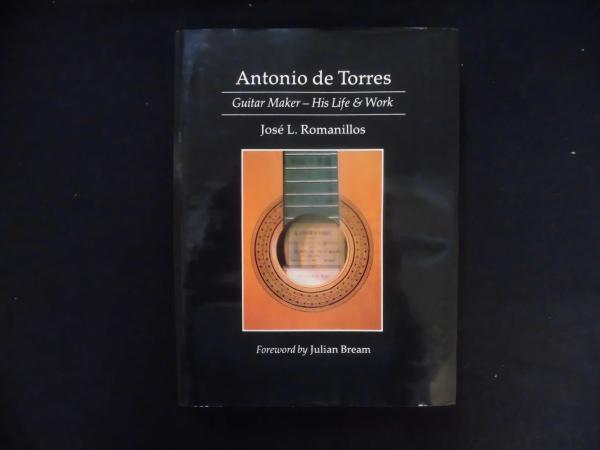 Antonio de Torres
Guitar Maker – His Life & Work
José L. Romanillos
Foreword by Julian Bream